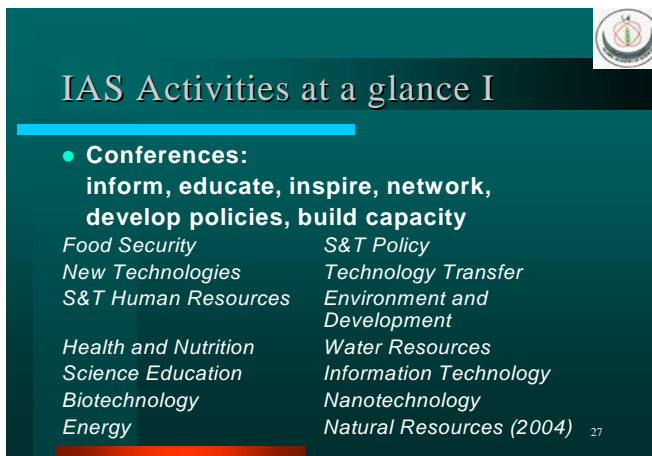 IAS Activities at a glance I
Conferences:
inform, educate, inspire, network,
develop policies, build capacity
Food Security S&T Policy
New Technologies Technology Transfer
S&T Human Resources Environment and
Development
Health and Nutrition Water Resources
Science Education Information Technology
Biotechnology Nanotechnology
Energy Natural Resources (2004)
27